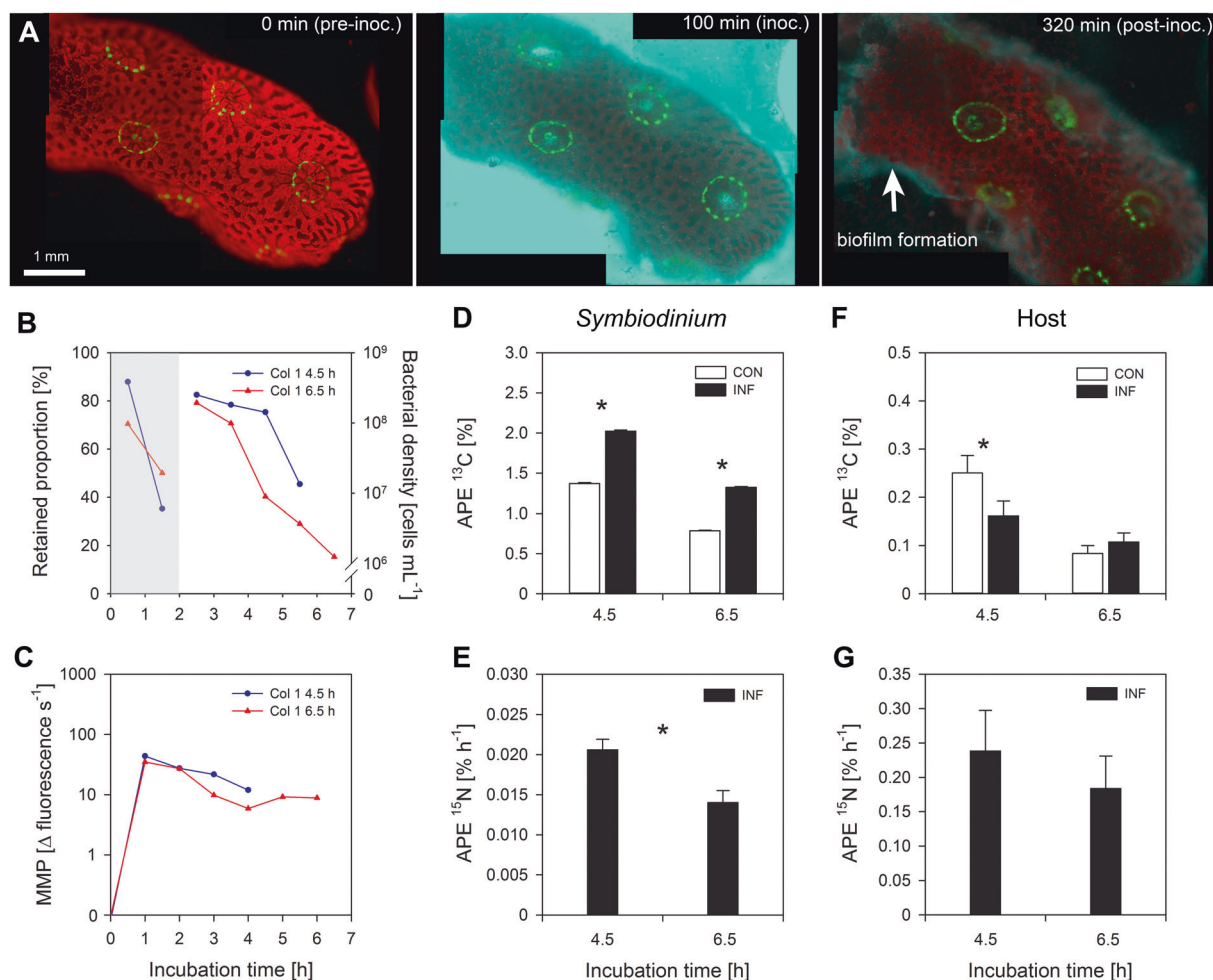 A
0 min (pre-inoc.)
100 min (inoc.)
320 min (post-inoc.)
1 mm
biofilm formation
B
Retained proportion [%]
100
80
60
40
20
0
Col 1 4.5 h
Col 1 6.5 h
10⁹
10⁸
10⁷
10⁶
0
Bacterial density [cells mL⁻¹]
0 1 2 3 4 5 6 7
C
MMP [Δ fluorescence s⁻¹]
1000
100
10
1
0
Col 1 4.5 h
Col 1 6.5 h
0 1 2 3 4 5 6 7
Incubation time [h]
D
Symbiodinium
APE ¹³C [%]
3.0
2.5
2.0
1.5
1.0
0.5
0.0
CON
INF
*
*
4.5 6.5
E
APE ¹⁵N [% h⁻¹]
0.030
0.025
0.020
0.015
0.010
0.005
0.000
INF
*
4.5 6.5
Incubation time [h]
F
Host
APE ¹³C [%]
0.5
0.4
0.3
0.2
0.1
0.0
CON
INF
*
4.5 6.5
G
APE ¹⁵N [% h⁻¹]
0.35
0.30
0.25
0.20
0.15
0.10
0.05
0
INF
4.5 6.5
Incubation time [h]